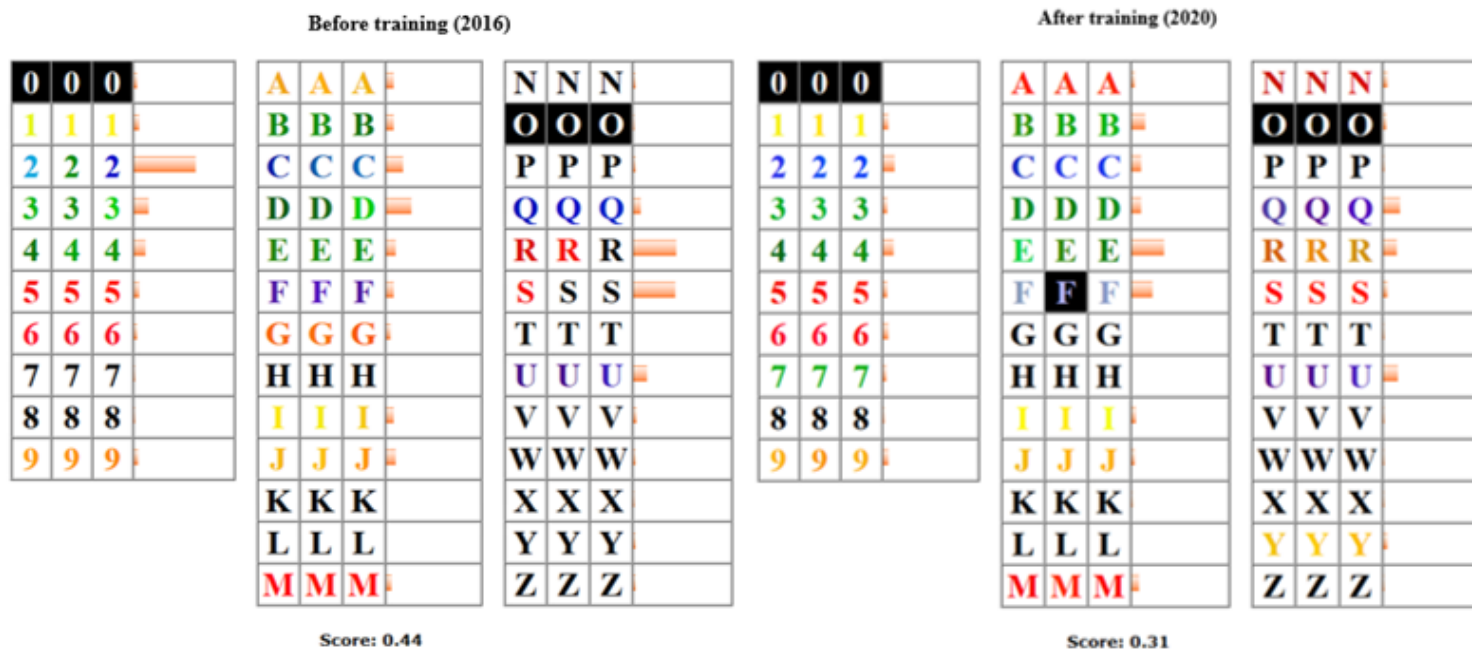 Before training (2016)
After training (2020)
0 0 0 A A A N N N 0 0 0 A A A N N N
1 1 1 B B B O O O 1 1 1 B B B O O O
2 2 2 C C C P P P 2 2 2 C C C P P P
3 3 3 D D D Q Q Q 3 3 3 D D D Q Q Q
4 4 4 E E E R R R 4 4 4 E E E R R R
5 5 5 F F F S S S 5 5 5 F F F S S S
6 6 6 G G G T T T 6 6 6 G G G T T T
7 7 7 H H H U U U 7 7 7 H H H U U U
8 8 8 I I I V V V 8 8 8 I I I V V V
9 9 9 J J J W W W 9 9 9 J J J W W W
K K K X X X K K K X X X
L L L Y Y Y L L L Y Y Y
M M M Z Z Z M M M Z Z Z
Score: 0.44
Score: 0.31